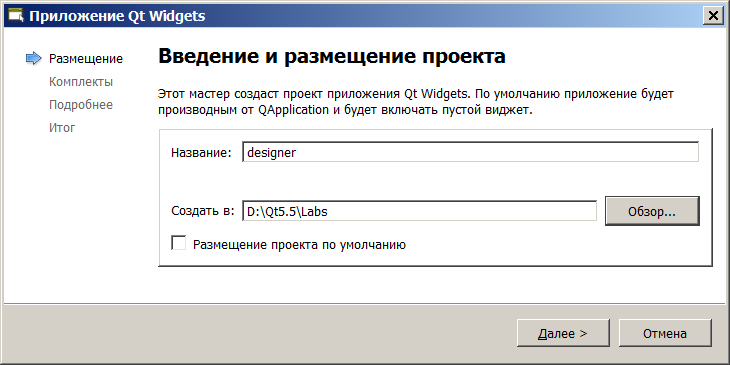 Приложение Qt Widgets
Размещение
Комплекты
Подробнее
Итог
Введение и размещение проекта
Этот мастер создаст проект приложения Qt Widgets. По умолчанию приложение будет
производным от QApplication и будет включать пустой виджет.
Название: designer
Создать в: D:\Qt5.5\Labs Обзор...
Размещение проекта по умолчанию
Далее > Отмена